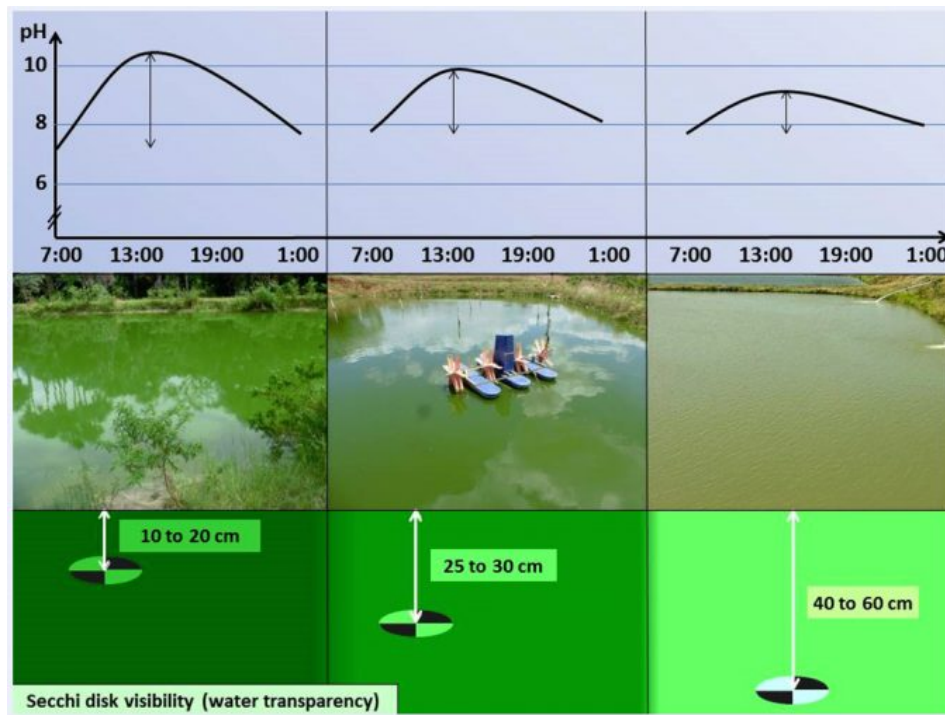 pH
10
8
6
7:00 13:00 19:00 1:00 7:00 13:00 19:00 1:00 7:00 13:00 19:00 1:00
10 to 20 cm
25 to 30 cm
40 to 60 cm
Secchi disk visibility (water transparency)